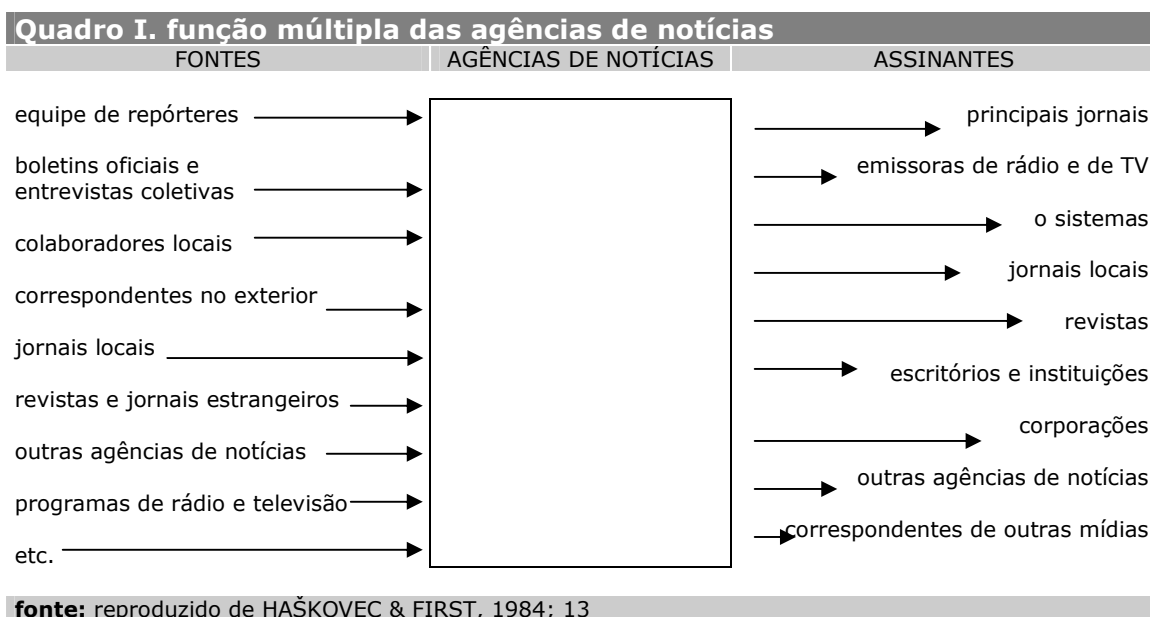 Quadro I. função múltipla das agências de notícias
FONTES
AGÊNCIAS DE NOTÍCIAS
ASSINANTES
equipe de repórteres
boletins oficiais e
entrevistas coletivas
colaboradores locais
correspondentes no exterior
jornais locais
revistas e jornais estrangeiros
outras agências de notícias
programas de rádio e televisão
etc.
principais jornais
emissoras de rádio e de TV
o sistemas
jornais locais
revistas
escritórios e instituições
corporações
outras agências de notícias
correspondentes de outras mídias
fonte: reproduzido de HAŠKOVEC & FIRST, 1984; 13